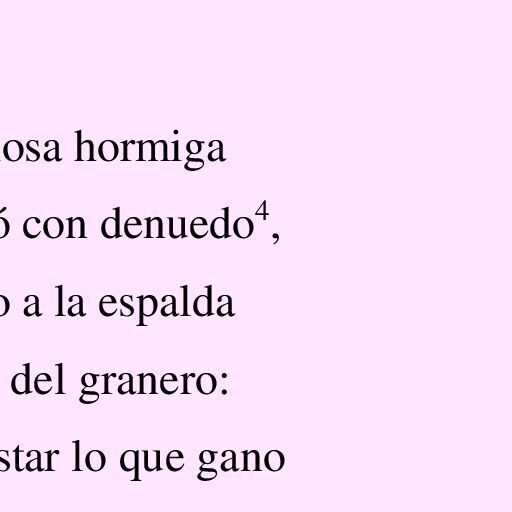 osa hormiga
ó con denuedo⁴,
o a la espalda
del granero:
star lo que gano